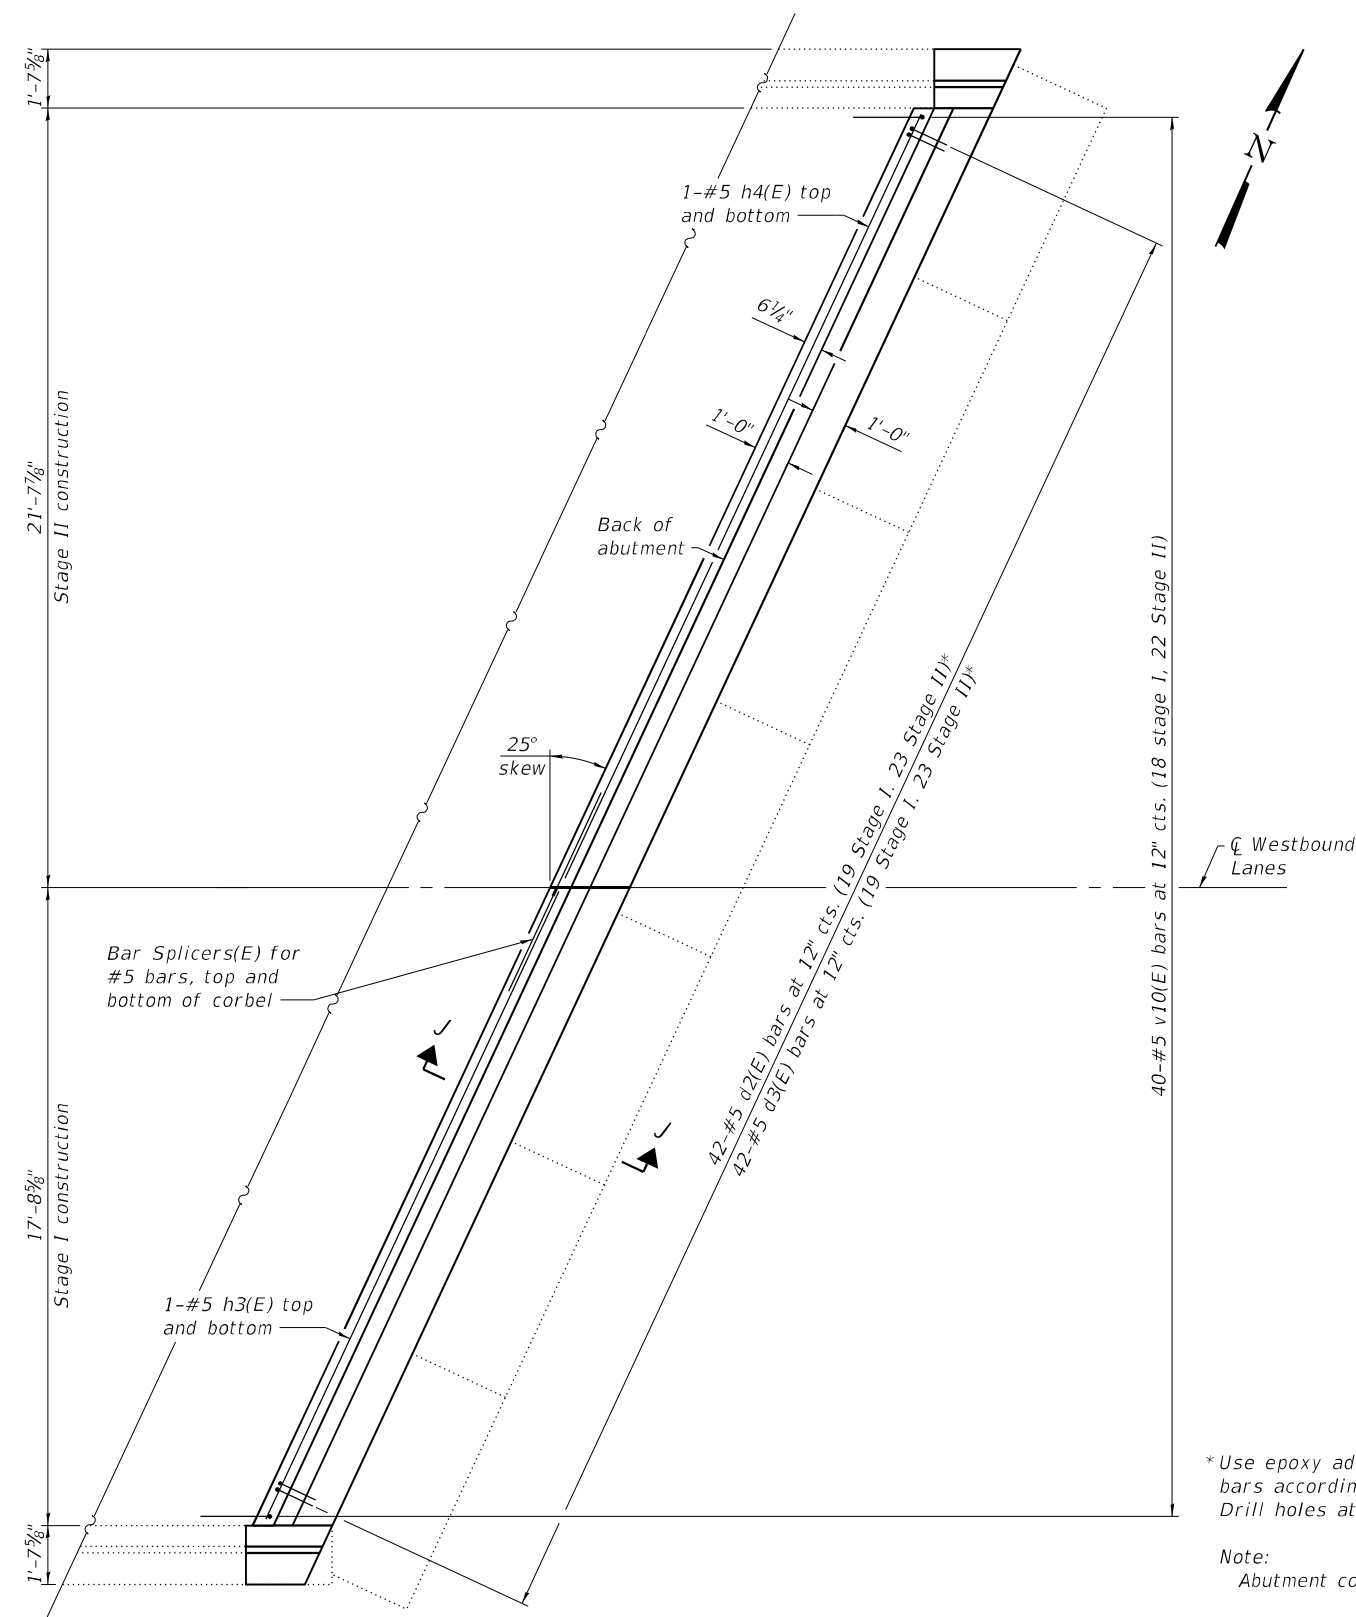 1'-7⅝"
N
1-#5 h4(E) top
and bottom
6¼"
1'-0"
1'-0"
21'-7⅞"
Stage II construction
Back of
abutment
40-#5 v10(E) bars at 12" cts. (18 stage I, 22 Stage II)
42-#5 d2(E) bars at 12" cts. (19 Stage I. 23 Stage II)*
42-#5 d3(E) bars at 12" cts. (19 Stage I. 23 Stage II)*
25°
skew
℄ Westbound
Lanes
Bar Splicers(E) for
#5 bars, top and
bottom of corbel
J
J
17'-8⅝"
Stage I construction
1-#5 h3(E) top
and bottom
1'-7⅝"
* Use epoxy ad
bars accordin
Drill holes at
Note:
Abutment co